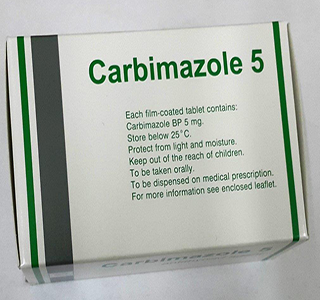 Carbimazole 5
Each film-coated tablet contains:
Carbimazole BP 5 mg.
Store below 25°C.
Protect from light and moisture.
Keep out of the reach of children.
To be taken orally.
To be dispensed on medical prescription.
For more information see enclosed leaflet.
Carbimazole 5